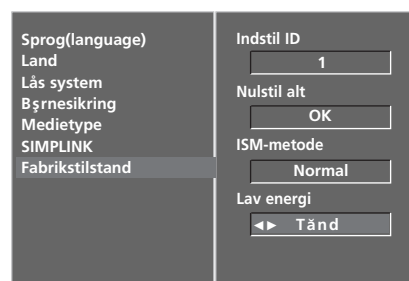 Sprog(language)
Land
Lås system
Bşrnesikring
Medietype
SIMPLINK
Fabrikstilstand
Indstil ID
1
Nulstil alt
OK
ISM-metode
Normal
Lav energi
◄► Tănd